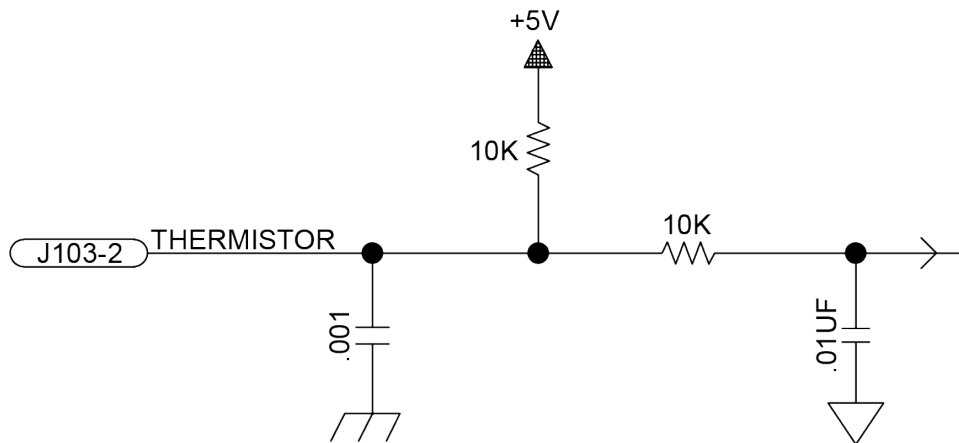 +5V
10K
10K
J103-2
THERMISTOR
.001
.01UF